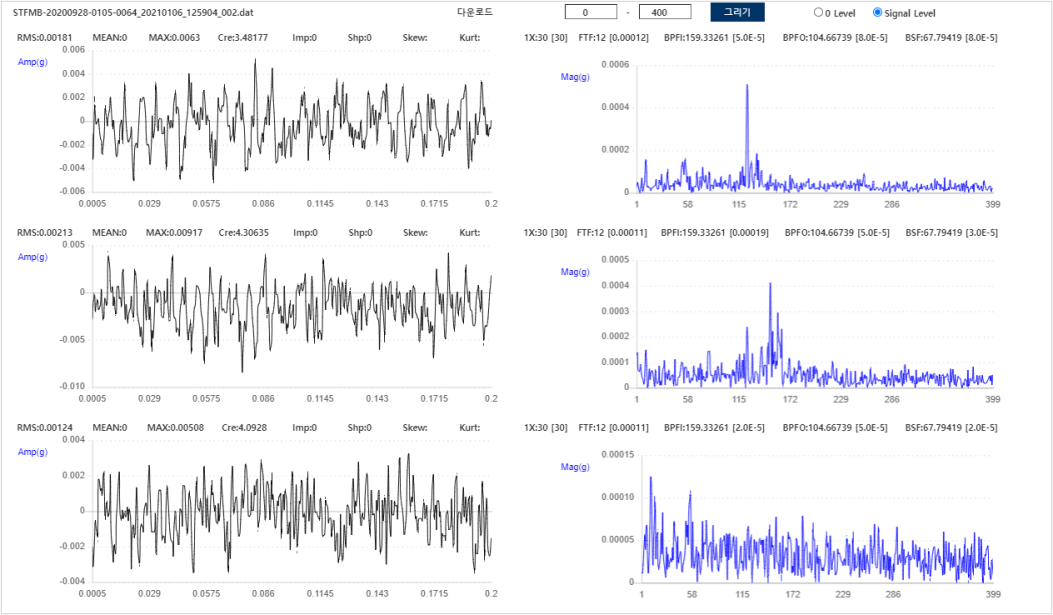 STFMB-20200928-0105-0064_20210106_125904_002.dat 다운로드 0 - 400 그리기 0 Level Signal Level
RMS:0.00181 MEAN:0 MAX:0.0063 Cre:3.48177 Imp:0 Shp:0 Skew: Kurt: 1X:30 [30] FTF:12 [0.00012] BPFI:159.33261 [5.0E-5] BPFO:104.66739 [8.0E-5] BSF:67.79419 [8.0E-5]
Amp(g)
0.006
0.004
0.002
0
-0.002
-0.004
-0.006
0.0005 0.029 0.0575 0.086 0.1145 0.143 0.1715 0.2
Mag(g)
0.0006
0.0004
0.0002
0
1 58 115 172 229 286 399
RMS:0.00213 MEAN:0 MAX:0.00917 Cre:4.30635 Imp:0 Shp:0 Skew: Kurt: 1X:30 [30] FTF:12 [0.00011] BPFI:159.33261 [0.00019] BPFO:104.66739 [5.0E-5] BSF:67.79419 [3.0E-5]
Amp(g)
0.005
0
-0.005
-0.010
0.0005 0.029 0.0575 0.086 0.1145 0.143 0.1715 0.2
Mag(g)
0.0005
0.0004
0.0003
0.0002
0.0001
0
1 58 115 172 229 286 399
RMS:0.00124 MEAN:0 MAX:0.00508 Cre:4.0928 Imp:0 Shp:0 Skew: Kurt: 1X:30 [30] FTF:12 [0.00011] BPFI:159.33261 [2.0E-5] BPFO:104.66739 [5.0E-5] BSF:67.79419 [2.0E-5]
Amp(g)
0.004
0.002
0
-0.002
-0.004
0.0005 0.029 0.0575 0.086 0.1145 0.143 0.1715 0.2
Mag(g)
0.00015
0.00010
0.00005
0
1 58 115 172 229 286 399